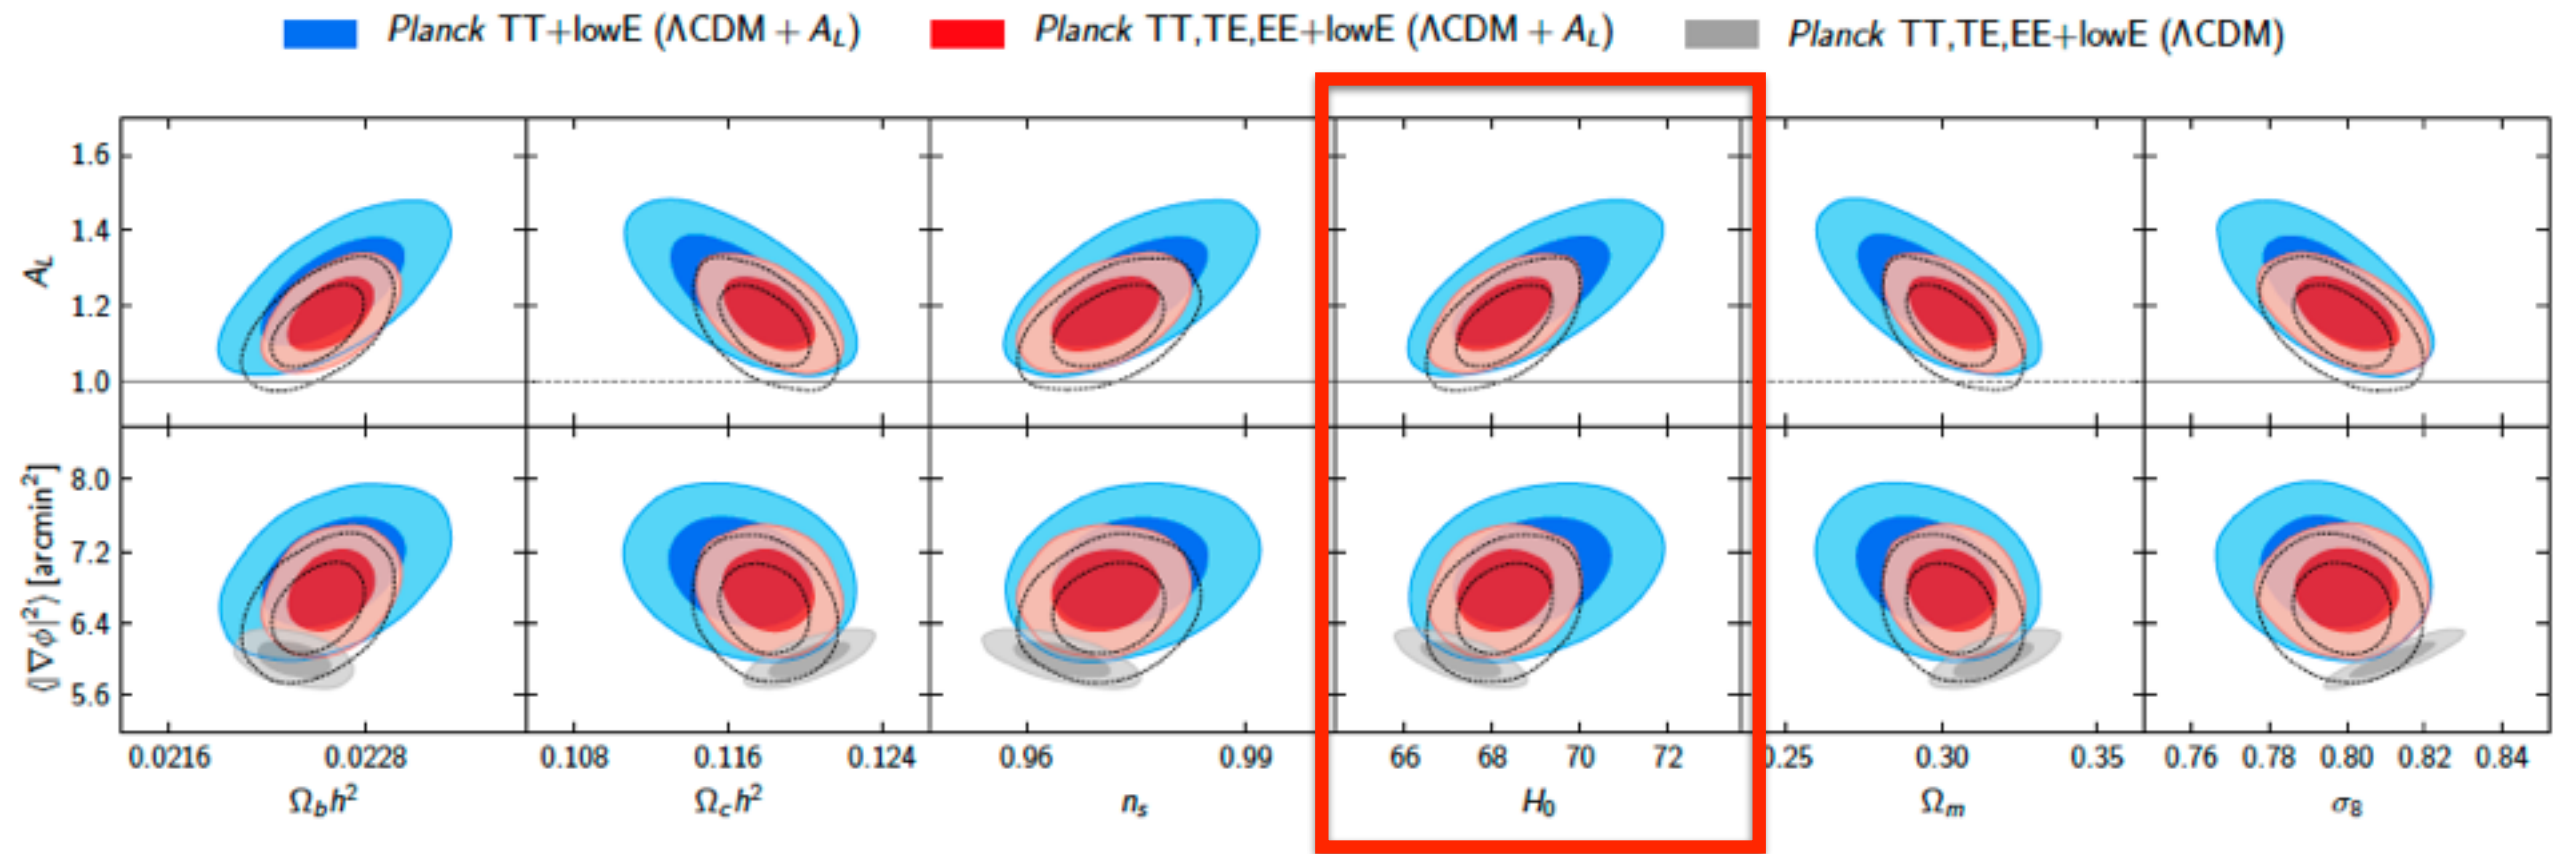 Planck TT+lowE (ΛCDM + A_L) Planck TT,TE,EE+lowE (ΛCDM + A_L) Planck TT,TE,EE+lowE (ΛCDM)
A_L
1.6
1.4
1.2
1.0
⟨|∇ϕ|²⟩ [arcmin²]
8.0
7.2
6.4
5.6
0.0216 0.0228 0.108 0.116 0.124 0.96 0.99 66 68 70 72 0.25 0.30 0.35 0.76 0.78 0.80 0.82 0.84
Ω_b h² Ω_c h² n_s H_0 Ω_m σ_8